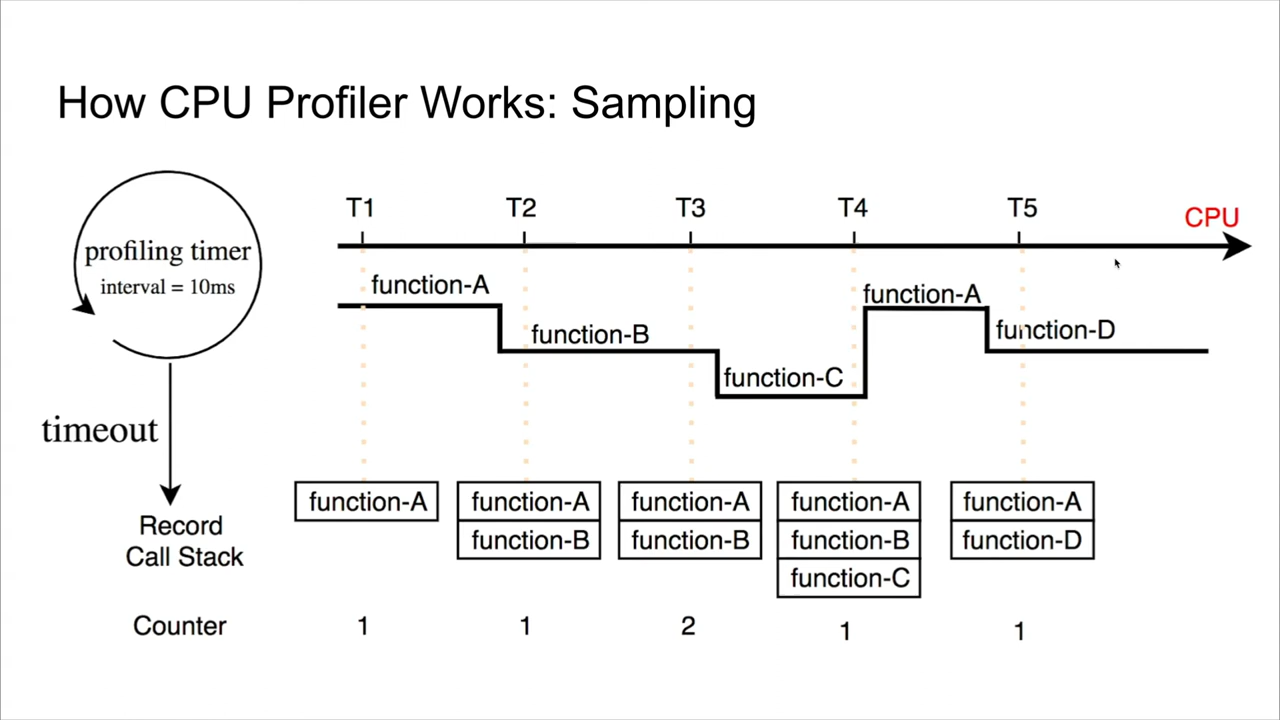 How CPU Profiler Works: Sampling
T1 T2 T3 T4 T5
CPU
profiling timer
interval = 10ms
function-A
function-B
function-C
function-A
function-D
timeout
Record
Call Stack
function-A
function-A
function-B
function-A
function-B
function-A
function-B
function-C
function-A
function-D
Counter 1 1 2 1 1